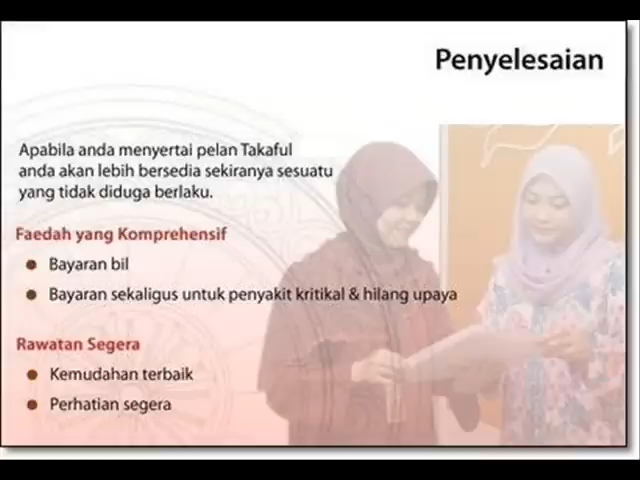 Penyelesaian
Apabila anda menyertai pelan Takaful
anda akan lebih bersedia sekiranya sesuatu
yang tidak diduga berlaku.
Faedah yang Komprehensif
Bayaran bil
Bayaran sekaligus untuk penyakit kritikal & hilang upaya
Rawatan Segera
Kemudahan terbaik
Perhatian segera